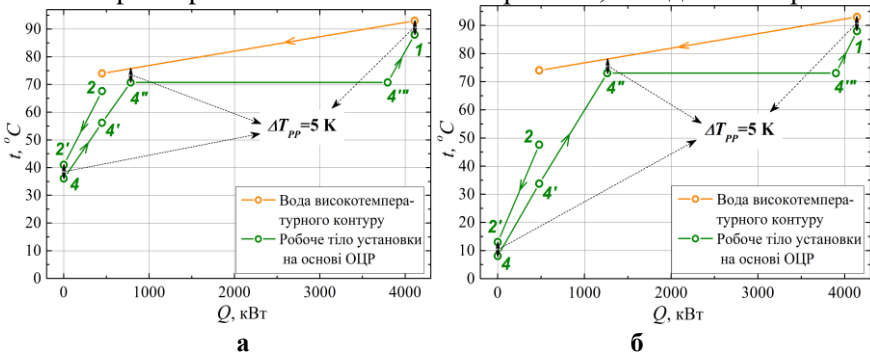 90
80
70
60
50
40
30
20
10
0
t, °C
0 1000 2000 3000 4000
Q, кВт
1
2
2'
4
4'
4"
4'"
ΔT_PP=5 K
Вода високотемпера-
турного контуру
Робоче тіло установки
на основі ОЦР
а
90
80
70
60
50
40
30
20
10
0
t, °C
0 1000 2000 3000 4000
Q, кВт
1
2
2'
4
4'
4"
4'"
ΔT_PP=5 K
Вода високотемпера-
турного контуру
Робоче тіло установки
на основі ОЦР
б